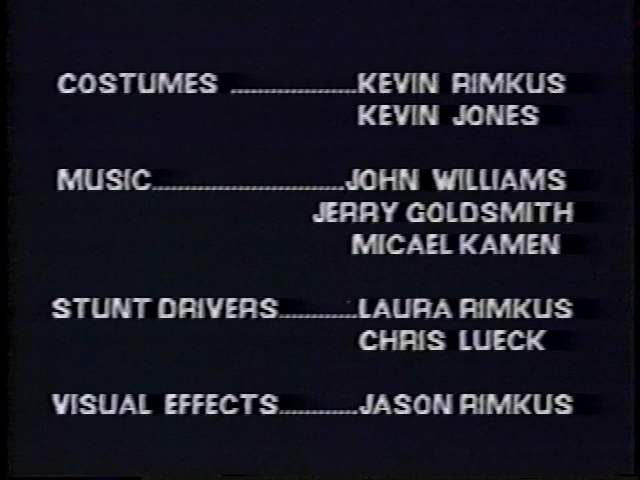 COSTUMES ....................KEVIN RIMKUS
KEVIN JONES
MUSIC..............................JOHN WILLIAMS
JERRY GOLDSMITH
MICAEL KAMEN
STUNT DRIVERS............LAURA RIMKUS
CHRIS LUECK
VISUAL EFFECTS............JASON RIMKUS